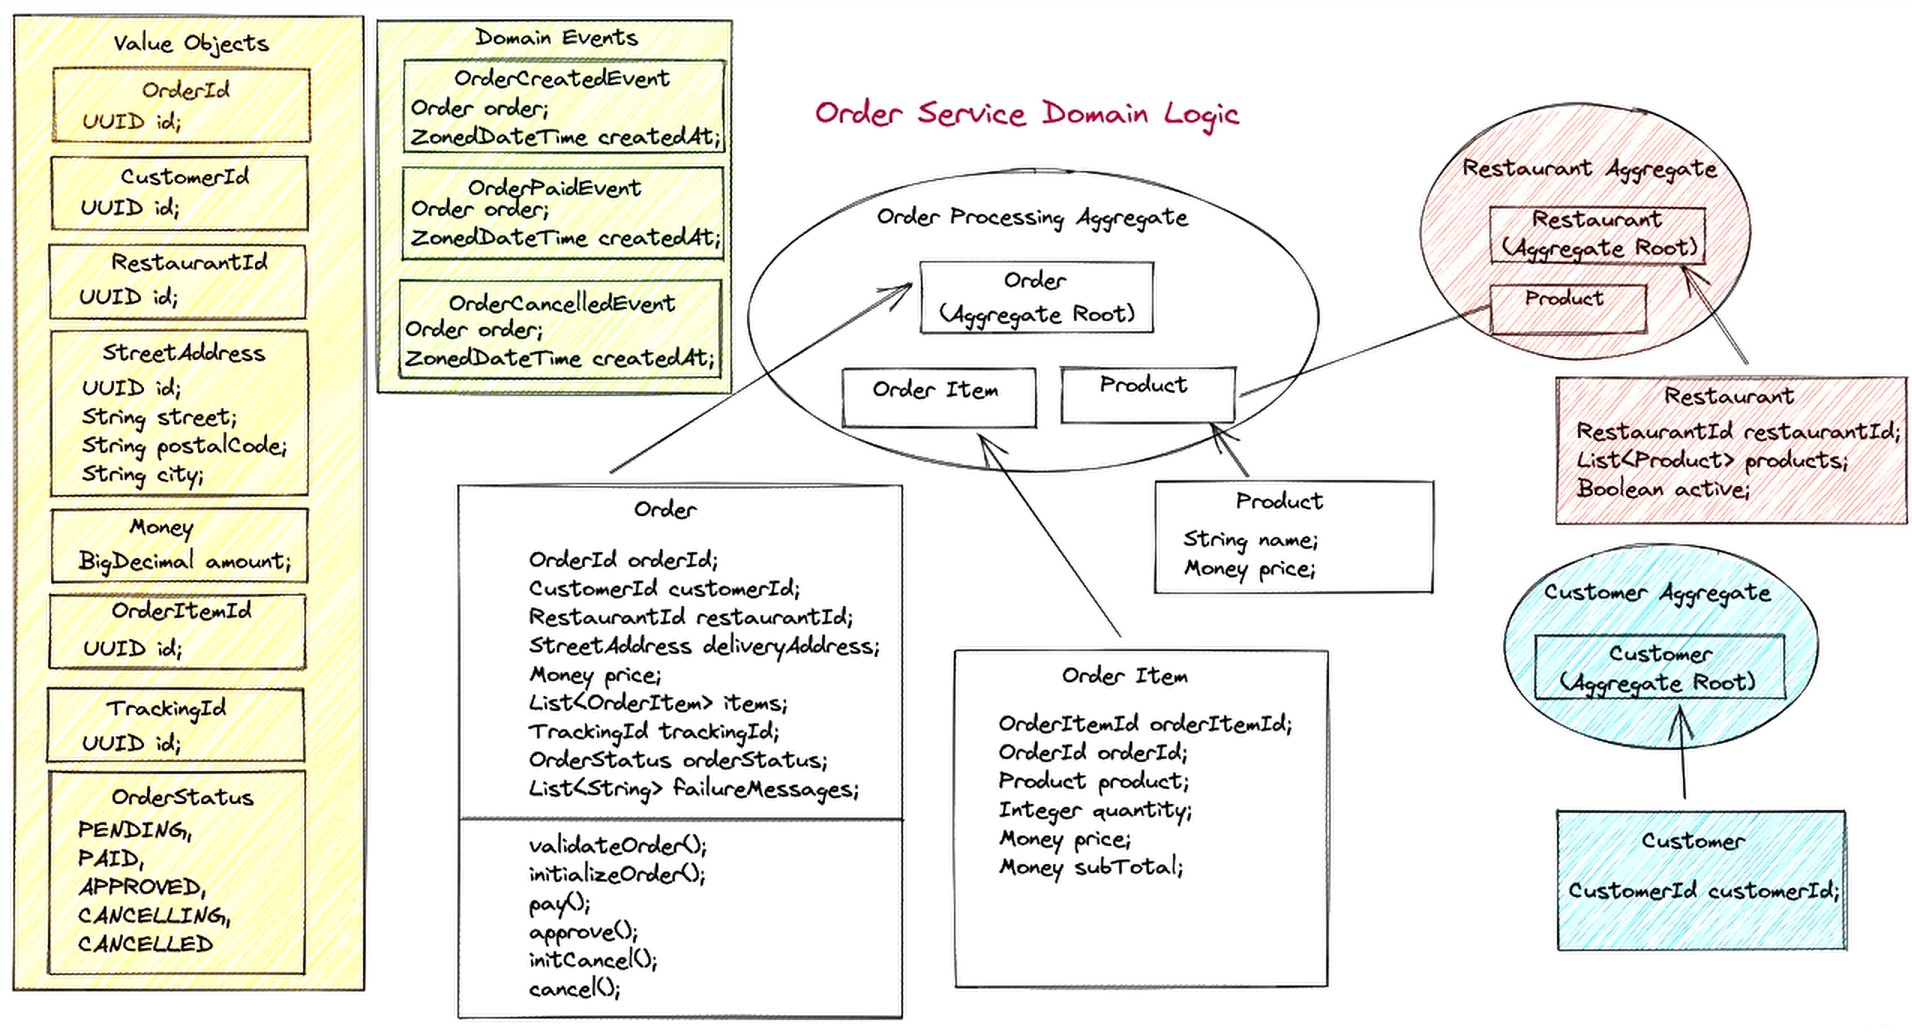 Value Objects
OrderId
UUID id;
CustomerId
UUID id;
RestaurantId
UUID id;
StreetAddress
UUID id;
String street;
String postalCode;
String city;
Money
BigDecimal amount;
OrderItemId
UUID id;
TrackingId
UUID id;
OrderStatus
PENDING,
PAID,
APPROVED,
CANCELLING,
CANCELLED
Domain Events
OrderCreatedEvent
Order order;
ZonedDateTime createdAt;
OrderPaidEvent
Order order;
ZonedDateTime createdAt;
OrderCancelledEvent
Order order;
ZonedDateTime createdAt;
Order Service Domain Logic
Order Processing Aggregate
Order
(Aggregate Root)
Order Item
Product
Restaurant Aggregate
Restaurant
(Aggregate Root)
Product
Restaurant
RestaurantId restaurantId;
List<Product> products;
Boolean active;
Order
OrderId orderId;
CustomerId customerId;
RestaurantId restaurantId;
StreetAddress deliveryAddress;
Money price;
List<OrderItem> items;
TrackingId trackingId;
OrderStatus orderStatus;
List<String> failureMessages;
validateOrder();
initializeOrder();
pay();
approve();
initCancel();
cancel();
Product
String name;
Money price;
Order Item
OrderItemId orderItemId;
OrderId orderId;
Product product;
Integer quantity;
Money price;
Money subTotal;
Customer Aggregate
Customer
(Aggregate Root)
Customer
CustomerId customerId;